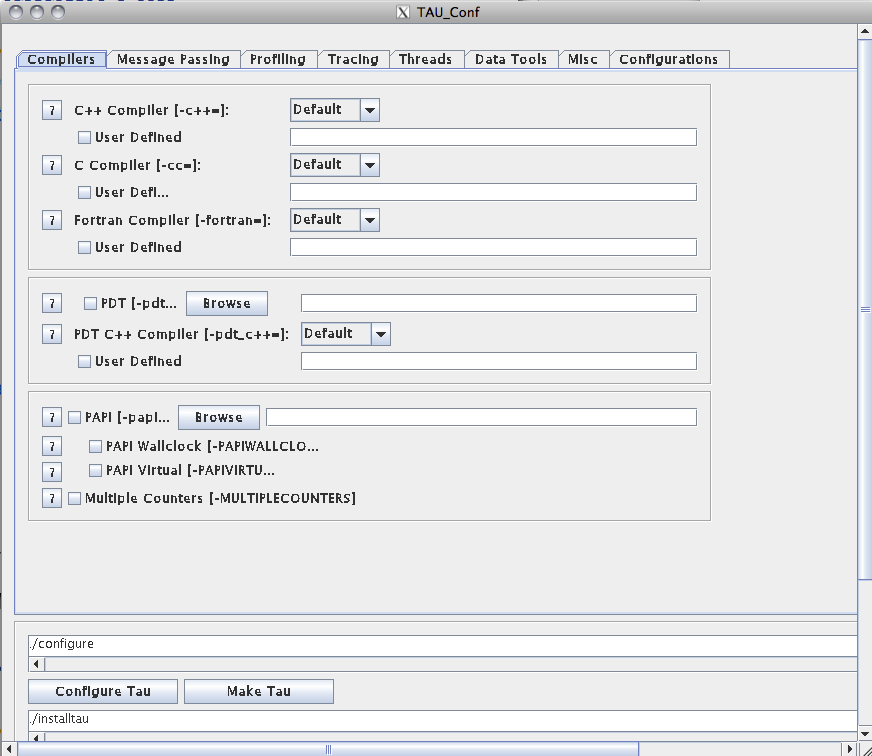 TAU_Conf
Compilers Message Passing Profiling Tracing Threads Data Tools Misc Configurations
? C++ Compiler [-c++=]: Default
User Defined
? C Compiler [-cc=]: Default
User Defi...
? Fortran Compiler [-fortran=]: Default
User Defined
? PDT [-pdt... Browse
? PDT C++ Compiler [-pdt_c++=]: Default
User Defined
? PAPI [-papi... Browse
? PAPI Wallclock [-PAPIWALLCLO...
? PAPI Virtual [-PAPIVIRTU...
? Multiple Counters [-MULTIPLECOUNTERS]
./configure
Configure Tau Make Tau
./installtau